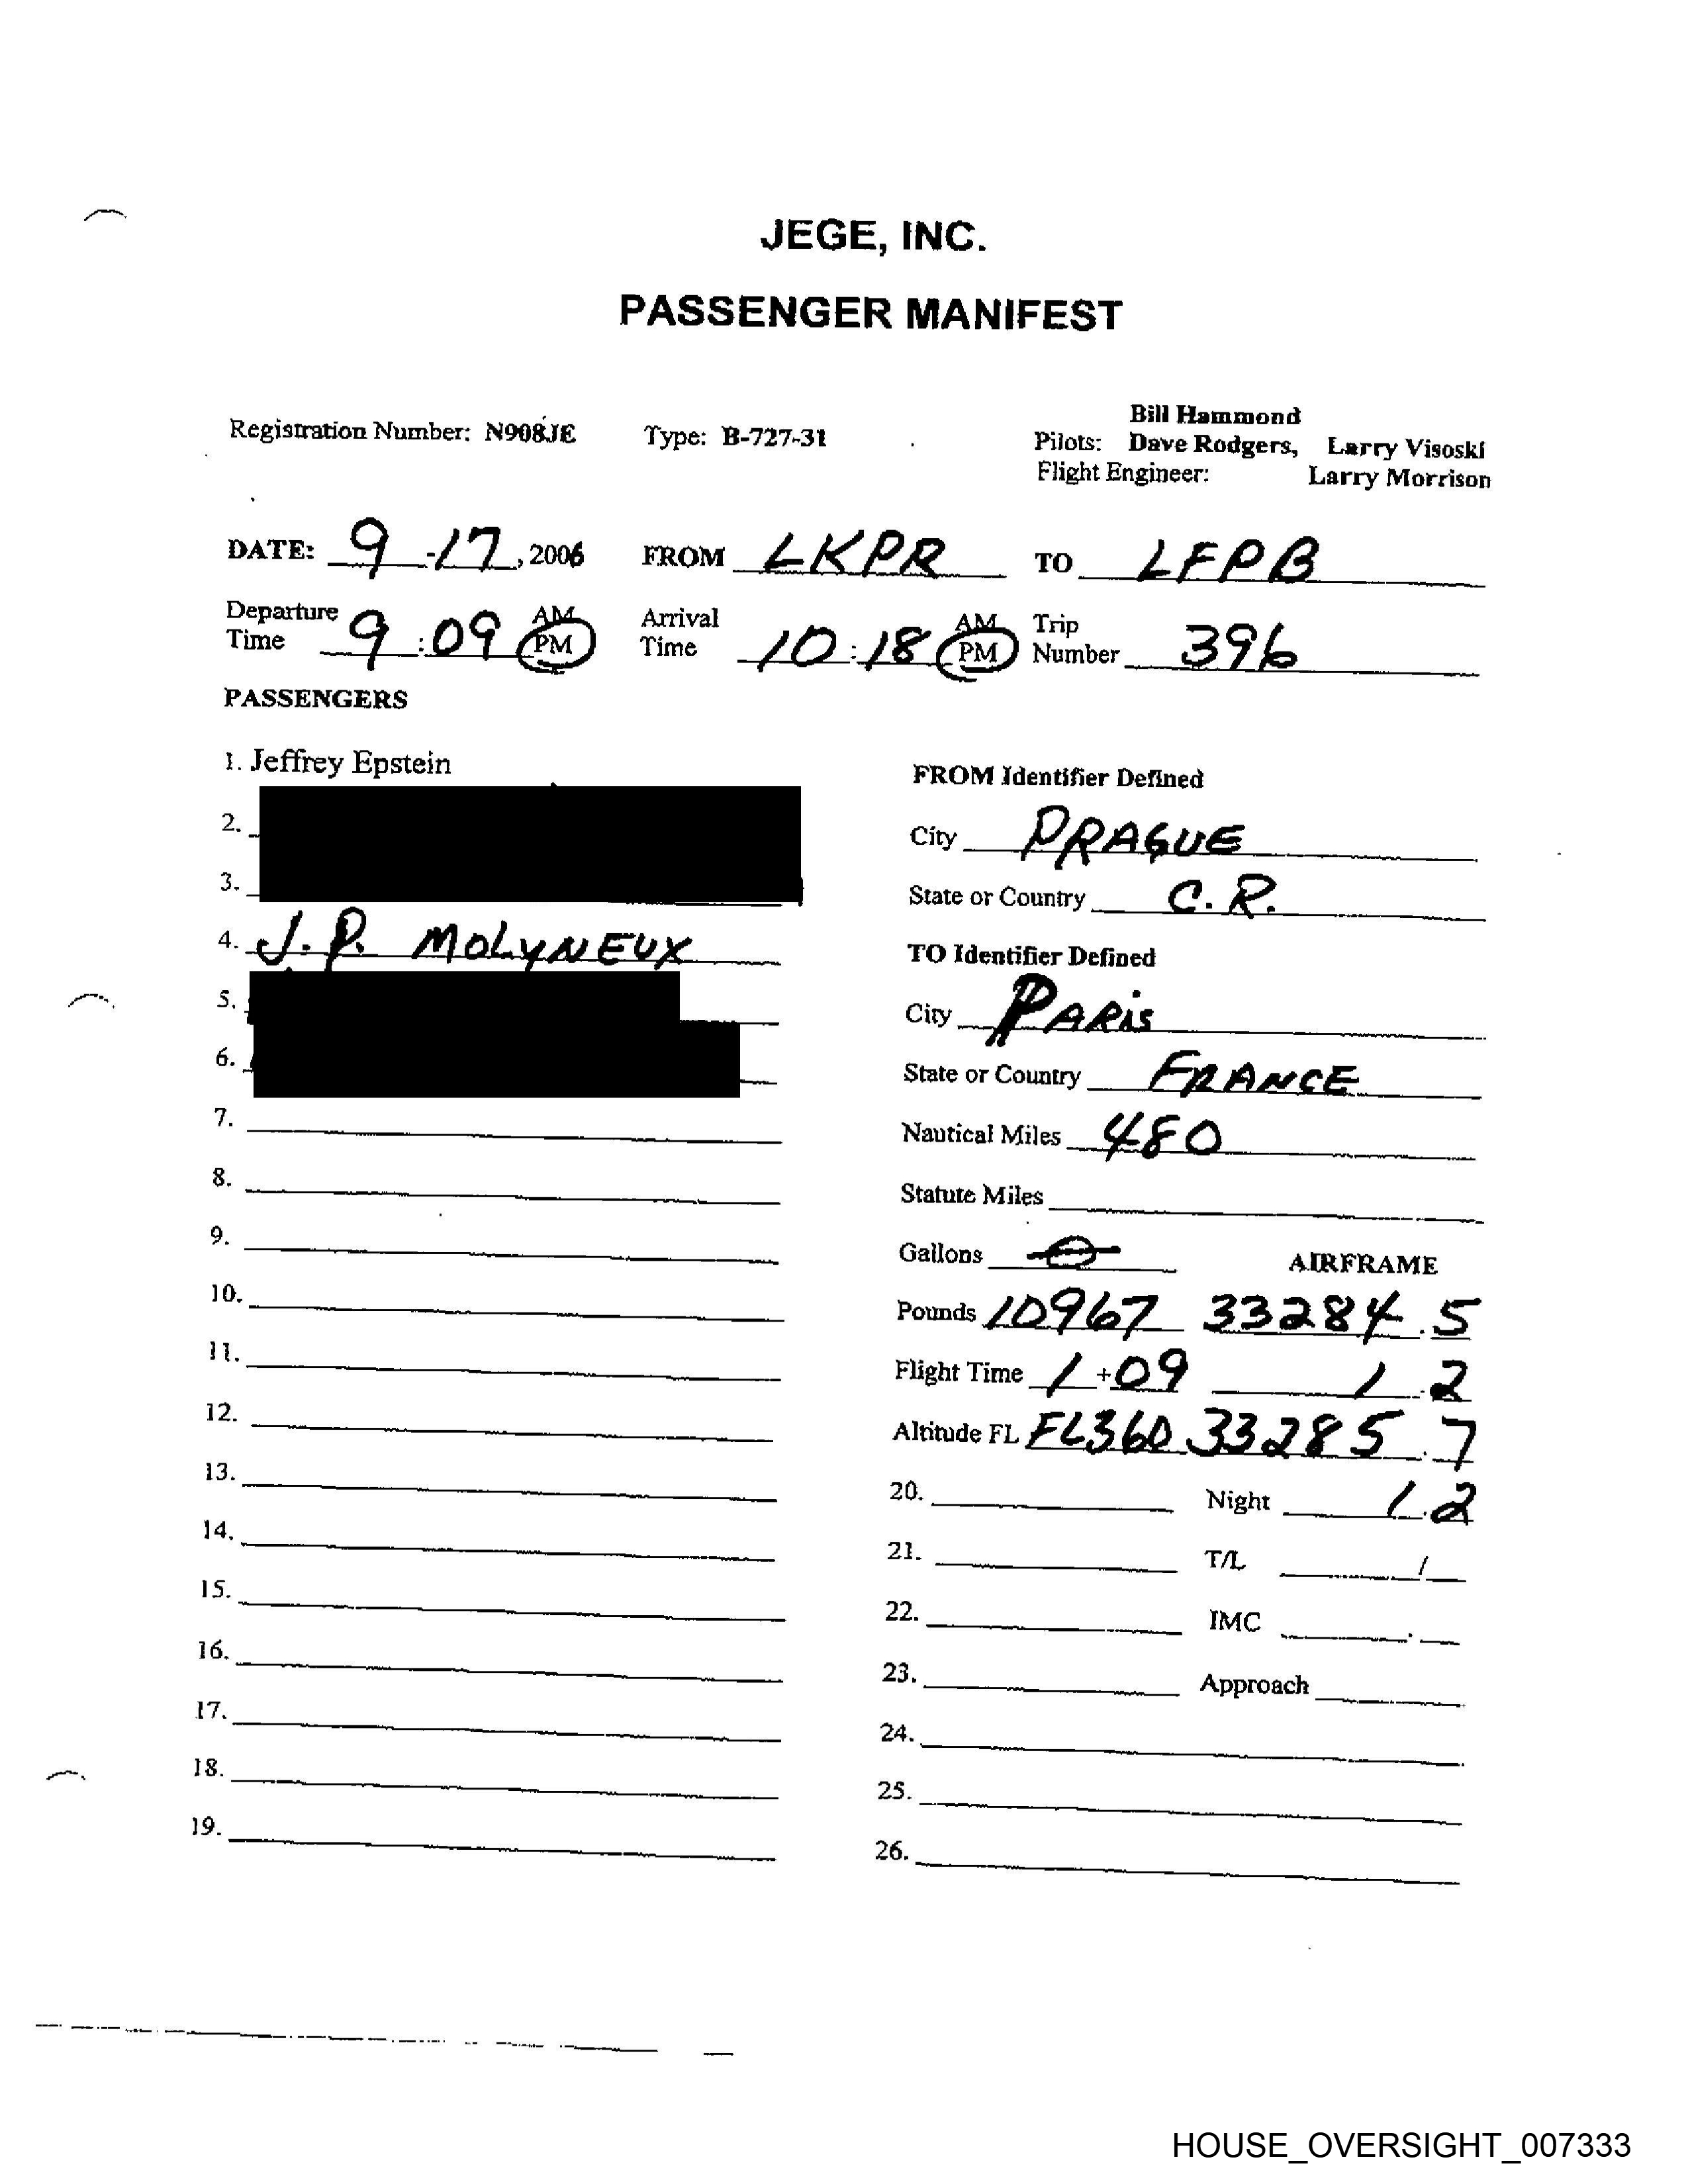 JEGE, INC.
PASSENGER MANIFEST
Registration Number: N908JE Type: B-727-31
Bill Hammond
Pilots: Dave Rodgers, Larry Visoski
Flight Engineer: Larry Morrison
DATE: 9-17, 2006 FROM LKPR TO LFPB
Departure Time 9:09 AM PM Arrival Time 10:18 AM PM Trip Number 396
PASSENGERS
1. Jeffrey Epstein
2.
3.
4. J.P. MOLYNEUX
5.
6.
7.
8.
9.
10.
11.
12.
13.
14.
15.
16.
17.
18.
19.
FROM Identifier Defined
City PRAGUE
State or Country C.R.
TO Identifier Defined
City PARIS
State or Country FRANCE
Nautical Miles 480
Statute Miles
Gallons 0 AIRFRAME
Pounds 10967 33284.5
Flight Time 1+09 1.2
Altitude FL FL360 33285.7
20. Night 1.2
21. T/L /
22. IMC .
23. Approach
24.
25.
26.
HOUSE_OVERSIGHT_007333